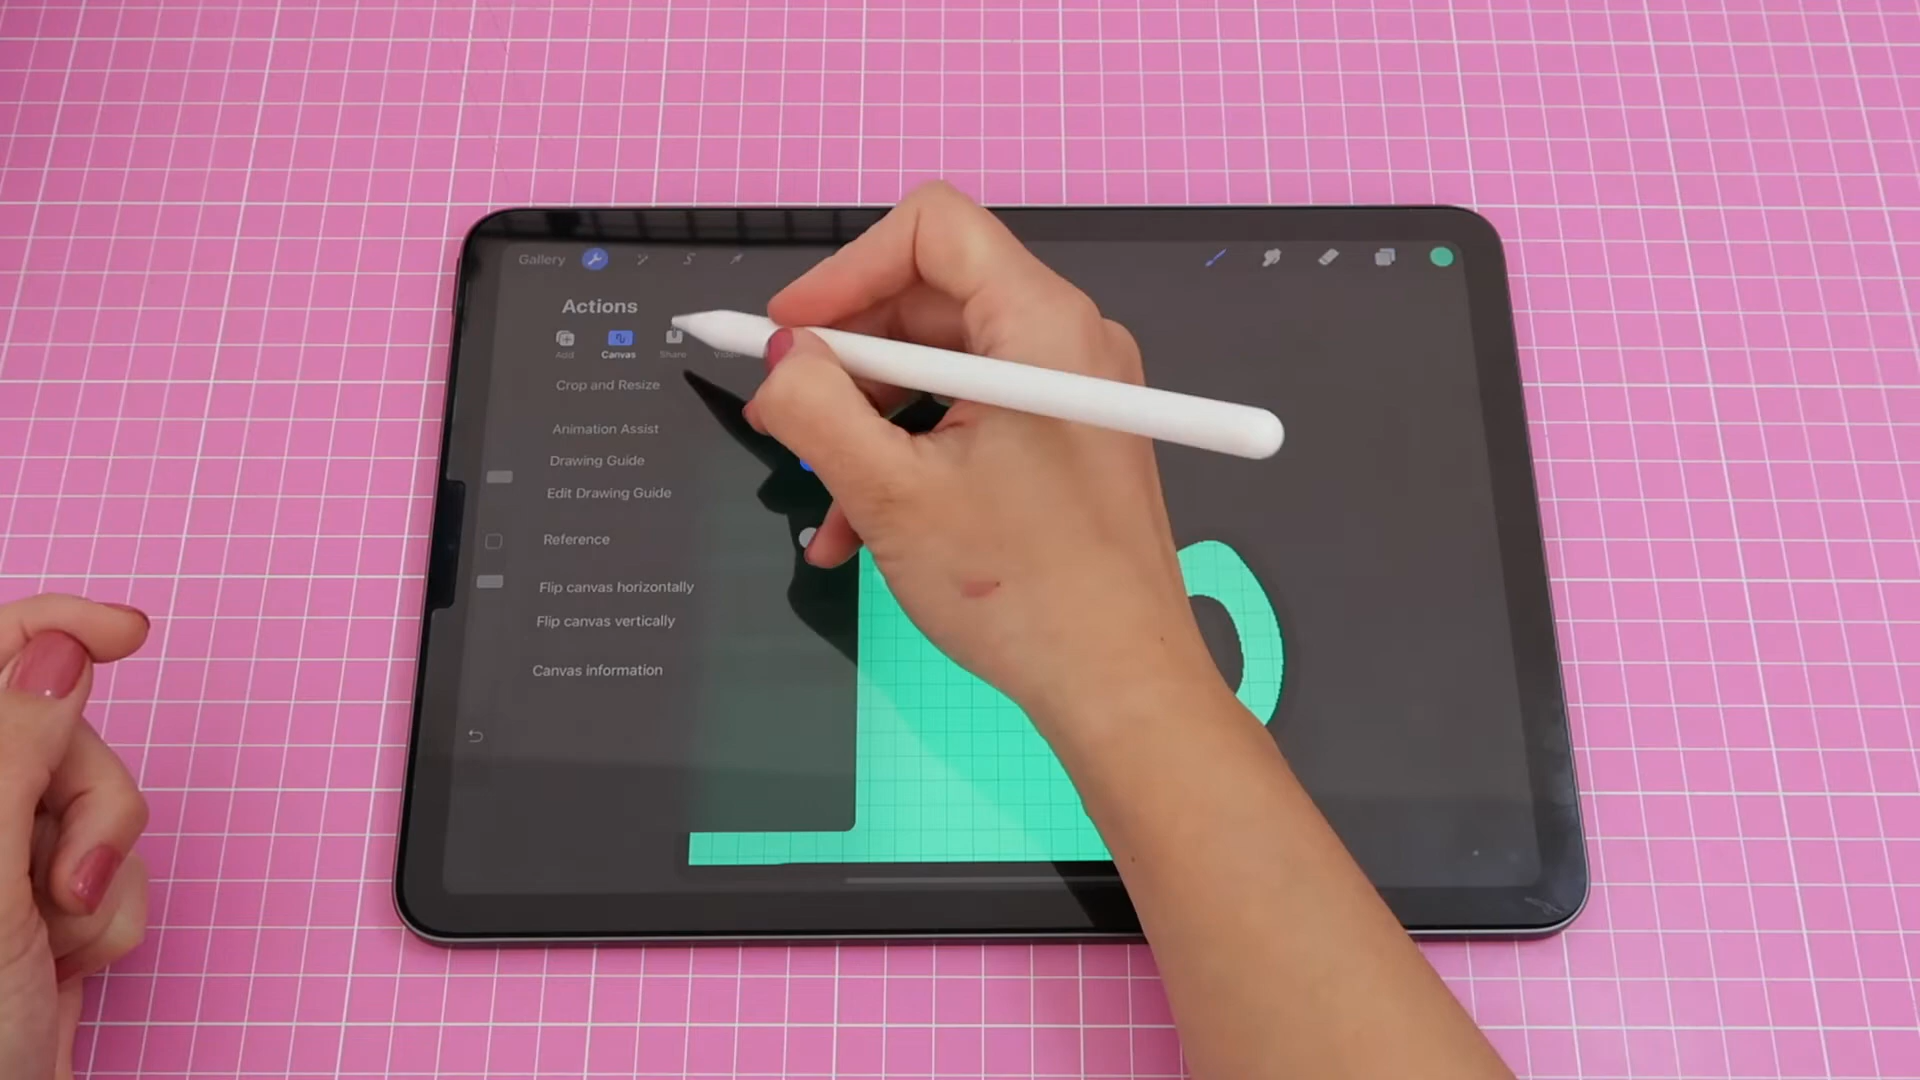 Gallery
Actions
Add Canvas Share
Crop and Resize
Animation Assist
Drawing Guide
Edit Drawing Guide
Reference
Flip canvas horizontally
Flip canvas vertically
Canvas information